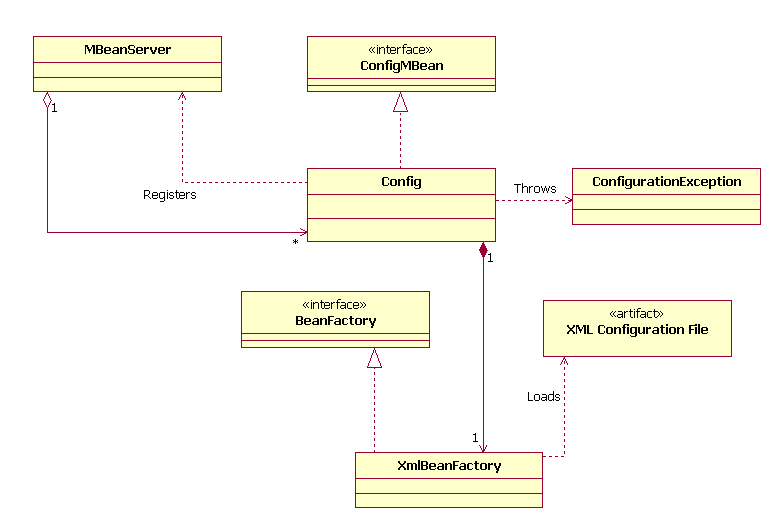 MBeanServer
«interface»
ConfigMBean
1
Registers
Config
Throws
ConfigurationException
*
1
«interface»
BeanFactory
«artifact»
XML Configuration File
Loads
1
XmlBeanFactory